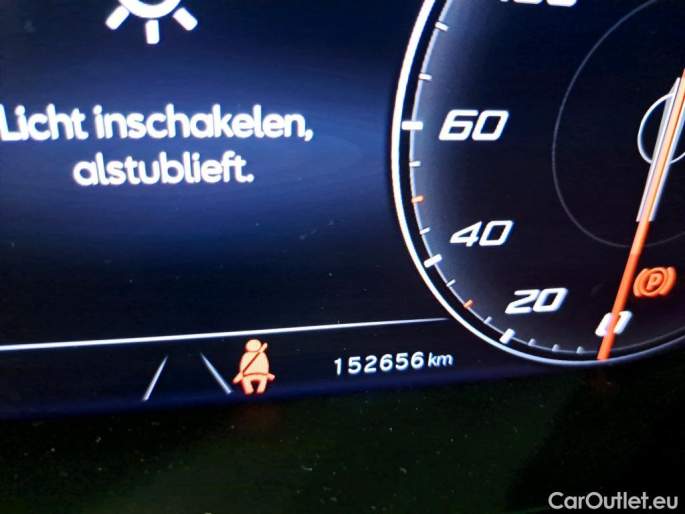 Licht inschakelen,
alstublieft.
60
40
20
0
P
152656 km
CarOutlet.eu